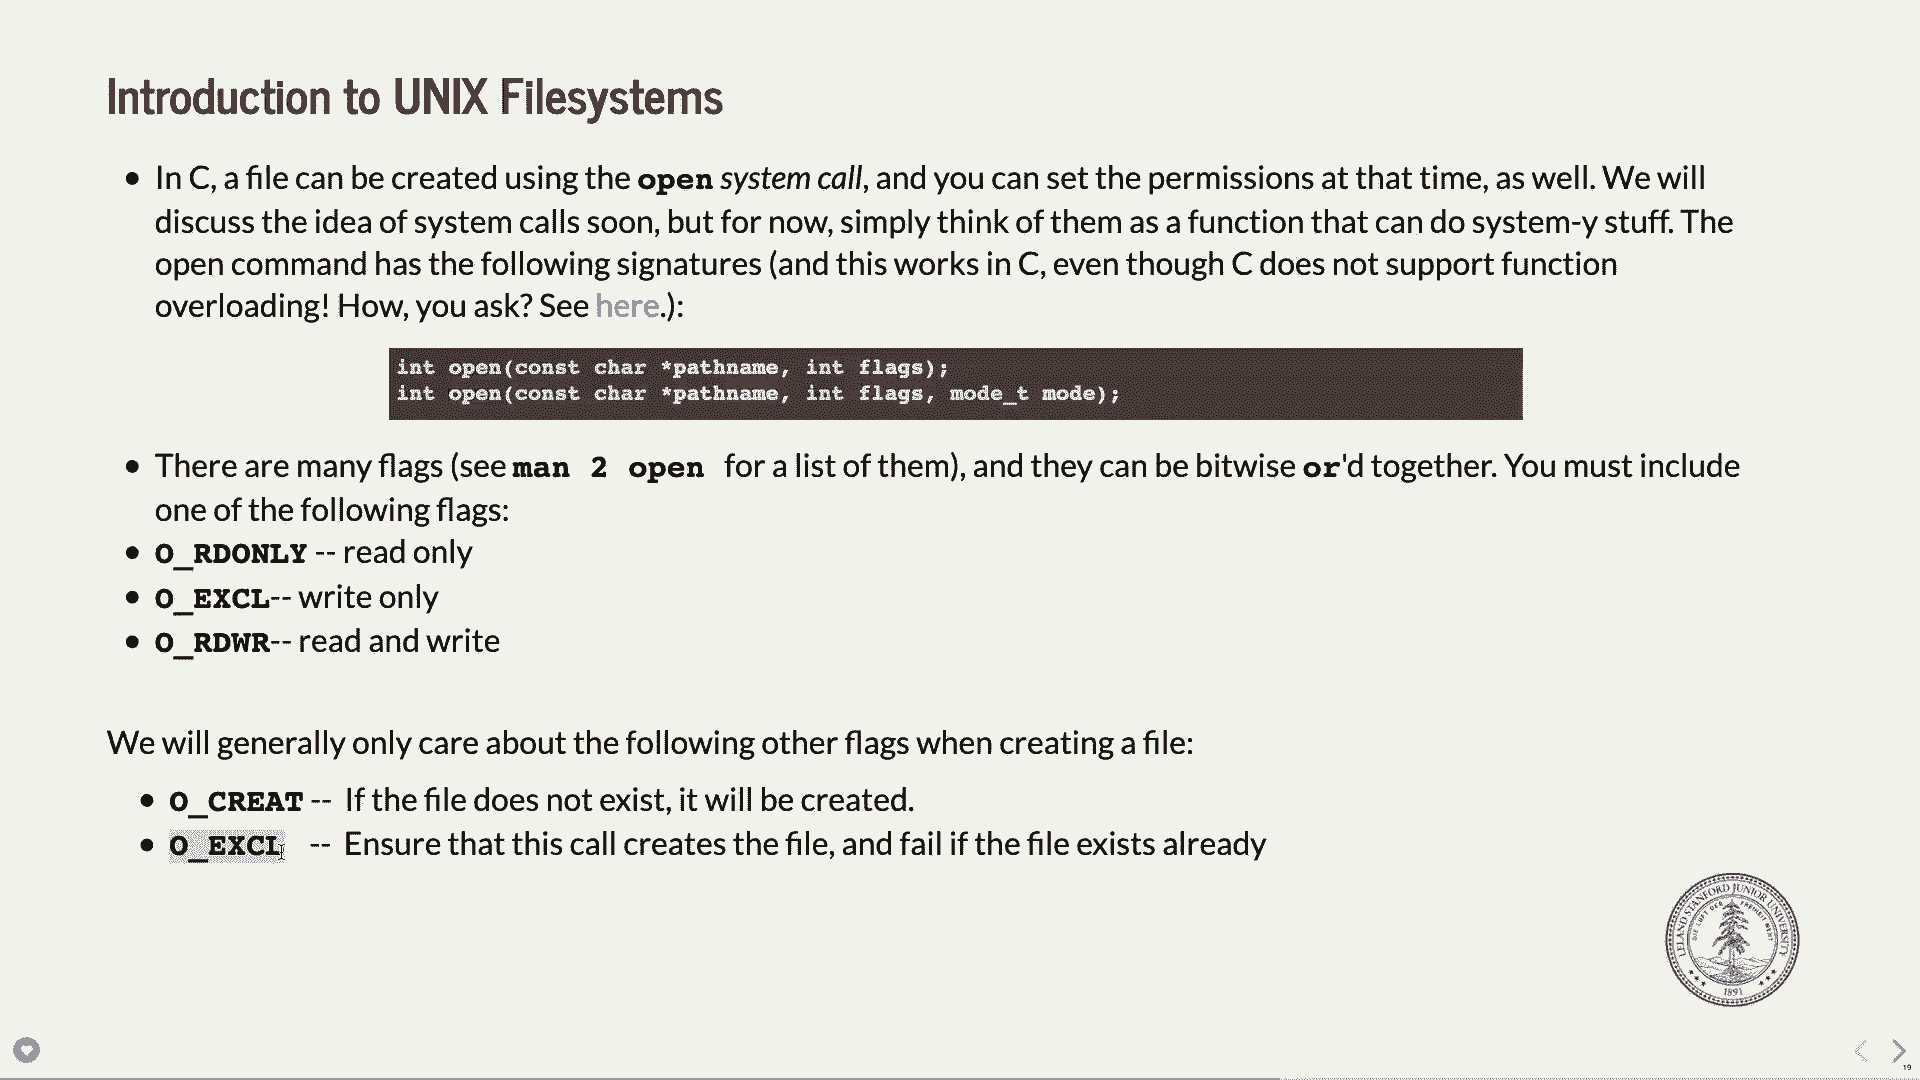 Introduction to UNIX Filesystems
• In C, a file can be created using the open system call, and you can set the permissions at that time, as well. We will
discuss the idea of system calls soon, but for now, simply think of them as a function that can do system-y stuff. The
open command has the following signatures (and this works in C, even though C does not support function
overloading! How, you ask? See here.):
int open(const char *pathname, int flags);
int open(const char *pathname, int flags, mode_t mode);
• There are many flags (see man 2 open for a list of them), and they can be bitwise or'd together. You must include
one of the following flags:
• O_RDONLY -- read only
• O_EXCL-- write only
• O_RDWR-- read and write
We will generally only care about the following other flags when creating a file:
• O_CREAT -- If the file does not exist, it will be created.
• O_EXCL -- Ensure that this call creates the file, and fail if the file exists already
LELAND STANFORD JUNIOR UNIVERSITY
DIE LUFT DER FREIHEIT WEHT
1891
19